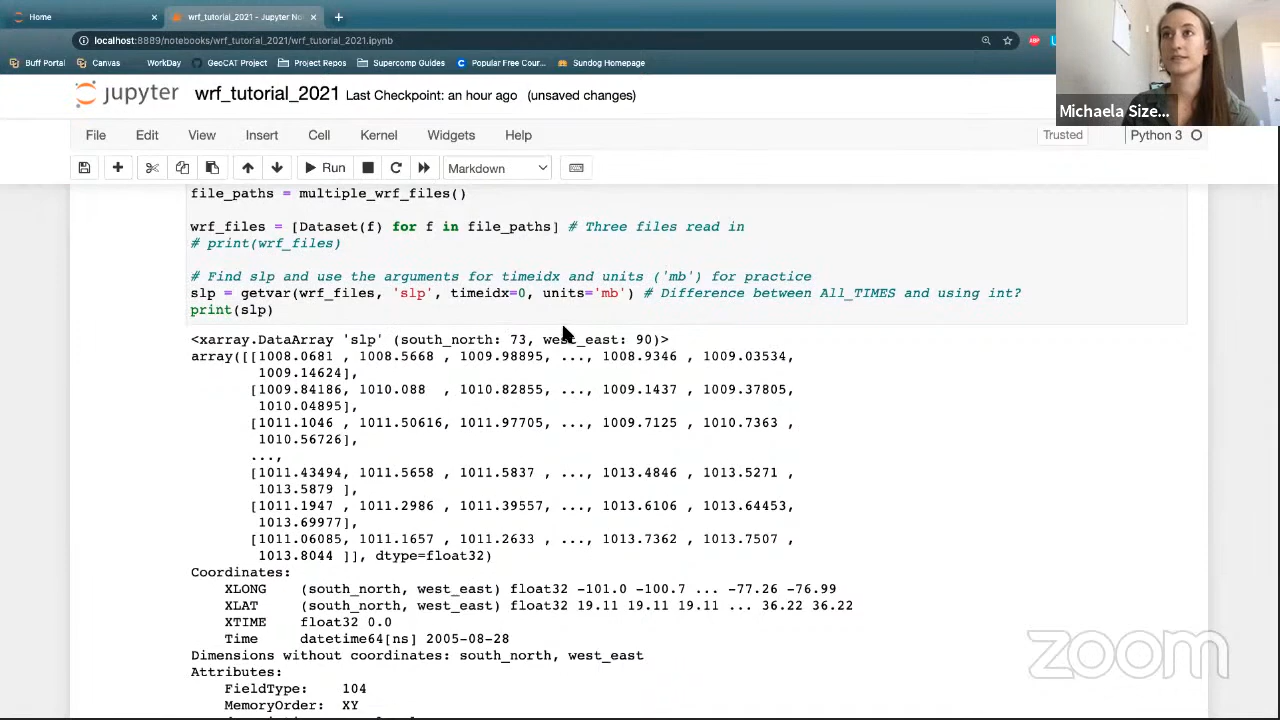 Home
wrf_tutorial_2021 - Jupyter No
localhost:8889/notebooks/wrf_tutorial_2021/wrf_tutorial_2021.ipynb
Buff Portal Canvas WorkDay GeoCAT Project Project Repos Supercomp Guides Popular Free Cour... Sundog Homepage
ABP
Michaela Size...
jupyter wrf_tutorial_2021 Last Checkpoint: an hour ago (unsaved changes)
File Edit View Insert Cell Kernel Widgets Help Trusted Python 3
Run Markdown
file_paths = multiple_wrf_files()
wrf_files = [Dataset(f) for f in file_paths] # Three files read in
# print(wrf_files)
# Find slp and use the arguments for timeidx and units ('mb') for practice
slp = getvar(wrf_files, 'slp', timeidx=0, units='mb') # Difference between All_TIMES and using int?
print(slp)
<xarray.DataArray 'slp' (south_north: 73, west_east: 90)>
array([[1008.0681 , 1008.5668 , 1009.98895, ..., 1008.9346 , 1009.03534,
1009.14624],
[1009.84186, 1010.088 , 1010.82855, ..., 1009.1437 , 1009.37805,
1010.04895],
[1011.1046 , 1011.50616, 1011.97705, ..., 1009.7125 , 1010.7363 ,
1010.56726],
...,
[1011.43494, 1011.5658 , 1011.5837 , ..., 1013.4846 , 1013.5271 ,
1013.5879 ],
[1011.1947 , 1011.2986 , 1011.39557, ..., 1013.6106 , 1013.64453,
1013.69977],
[1011.06085, 1011.1657 , 1011.2633 , ..., 1013.7362 , 1013.7507 ,
1013.8044 ]], dtype=float32)
Coordinates:
XLONG (south_north, west_east) float32 -101.0 -100.7 ... -77.26 -76.99
XLAT (south_north, west_east) float32 19.11 19.11 19.11 ... 36.22 36.22
XTIME float32 0.0
Time datetime64[ns] 2005-08-28
Dimensions without coordinates: south_north, west_east
Attributes:
FieldType: 104
MemoryOrder: XY
zoom